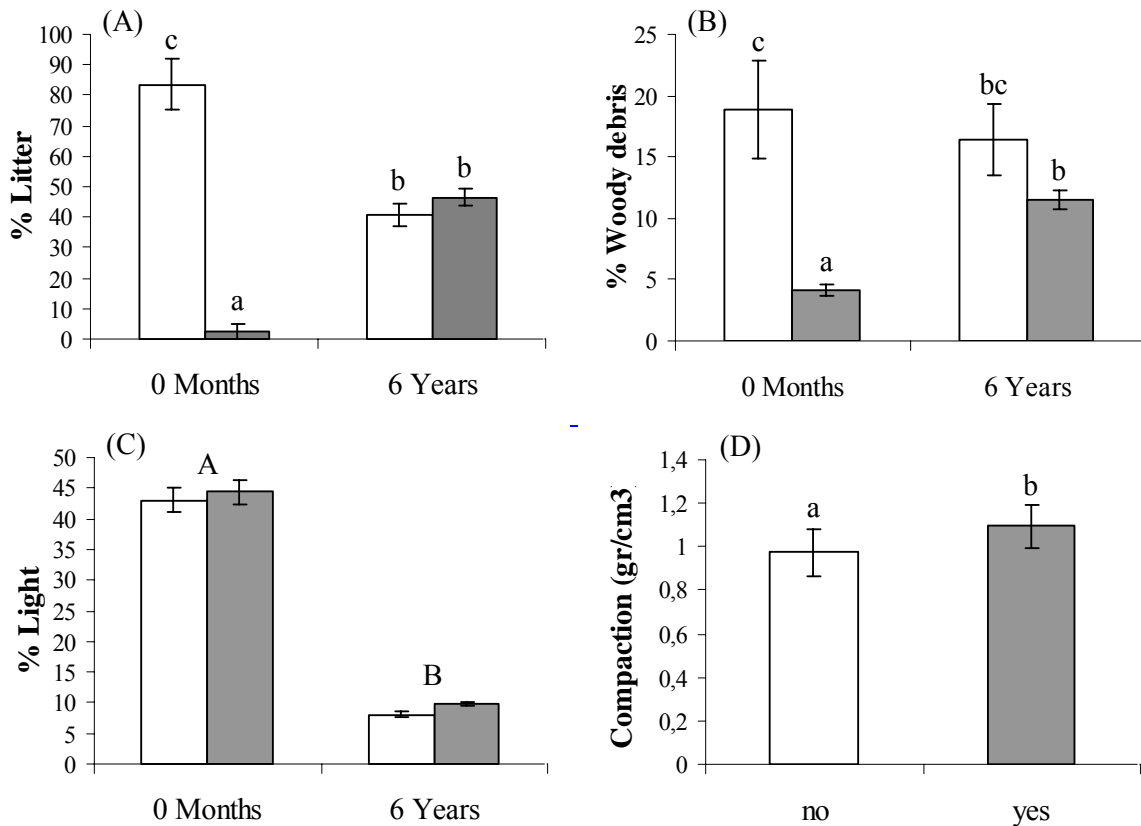 (A)
% Litter
100
90
80
70
60
50
40
30
20
10
0
c
a
b
b
0 Months
6 Years
(B)
% Woody debris
25
20
15
10
5
0
c
a
bc
b
0 Months
6 Years
(C)
% Light
50
45
40
35
30
25
20
15
10
5
0
A
B
0 Months
6 Years
(D)
Compaction (gr/cm3
1,4
1,2
1
0,8
0,6
0,4
0,2
0
a
b
no
yes